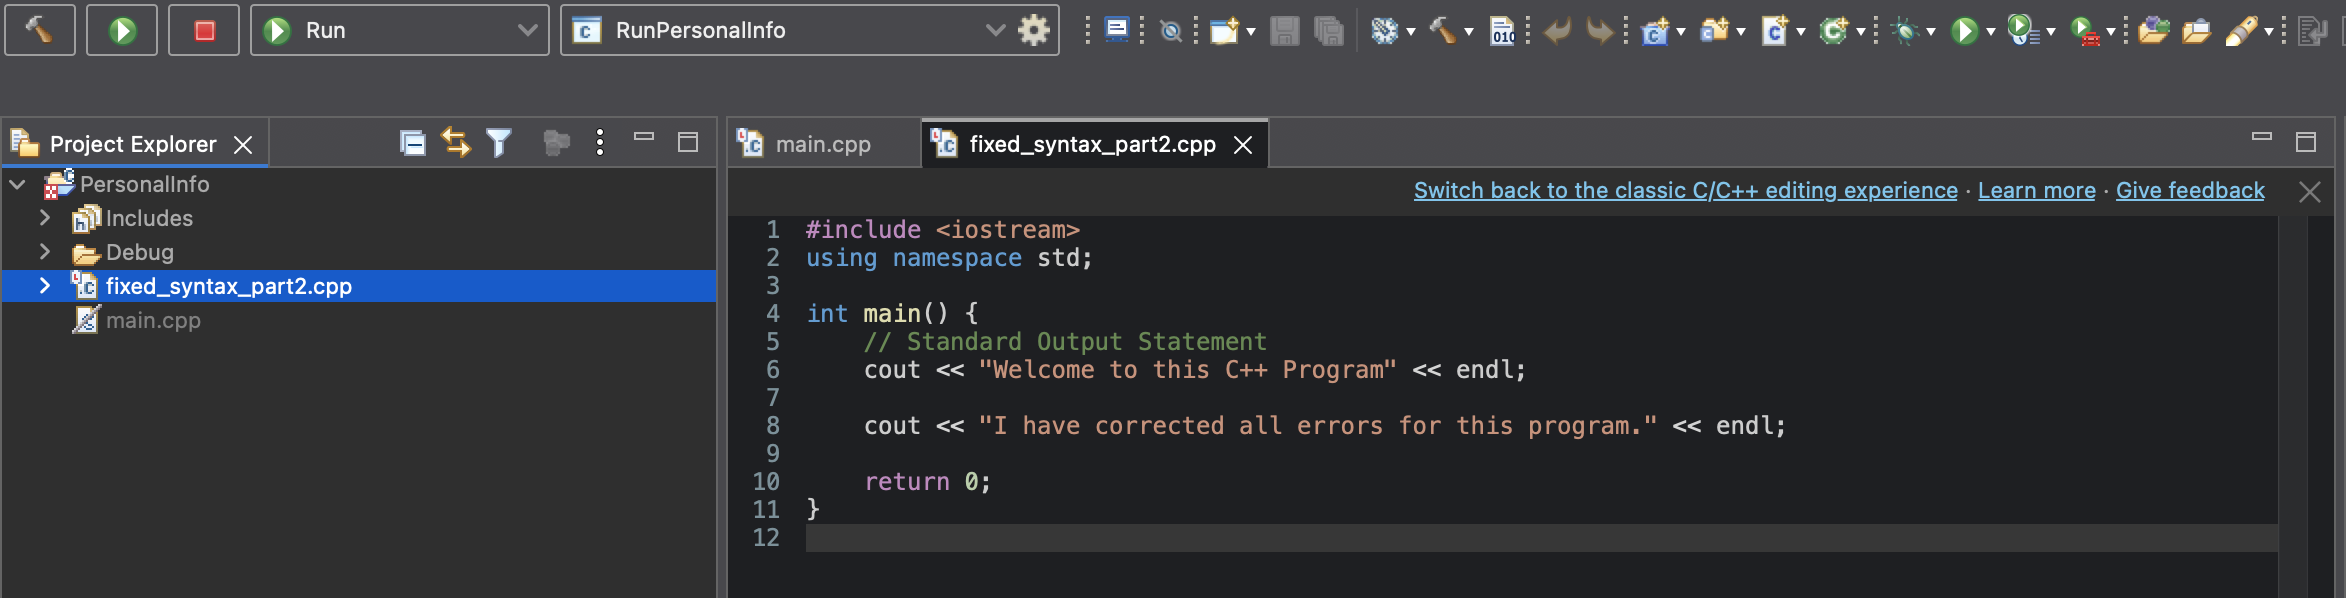 Run
RunPersonalInfo
010
Project Explorer
main.cpp
fixed_syntax_part2.cpp
PersonalInfo
Includes
Debug
fixed_syntax_part2.cpp
main.cpp
Switch back to the classic C/C++ editing experience · Learn more · Give feedback
1 #include <iostream>
2 using namespace std;
3
4 int main() {
5     // Standard Output Statement
6     cout << "Welcome to this C++ Program" << endl;
7
8     cout << "I have corrected all errors for this program." << endl;
9
10     return 0;
11 }
12